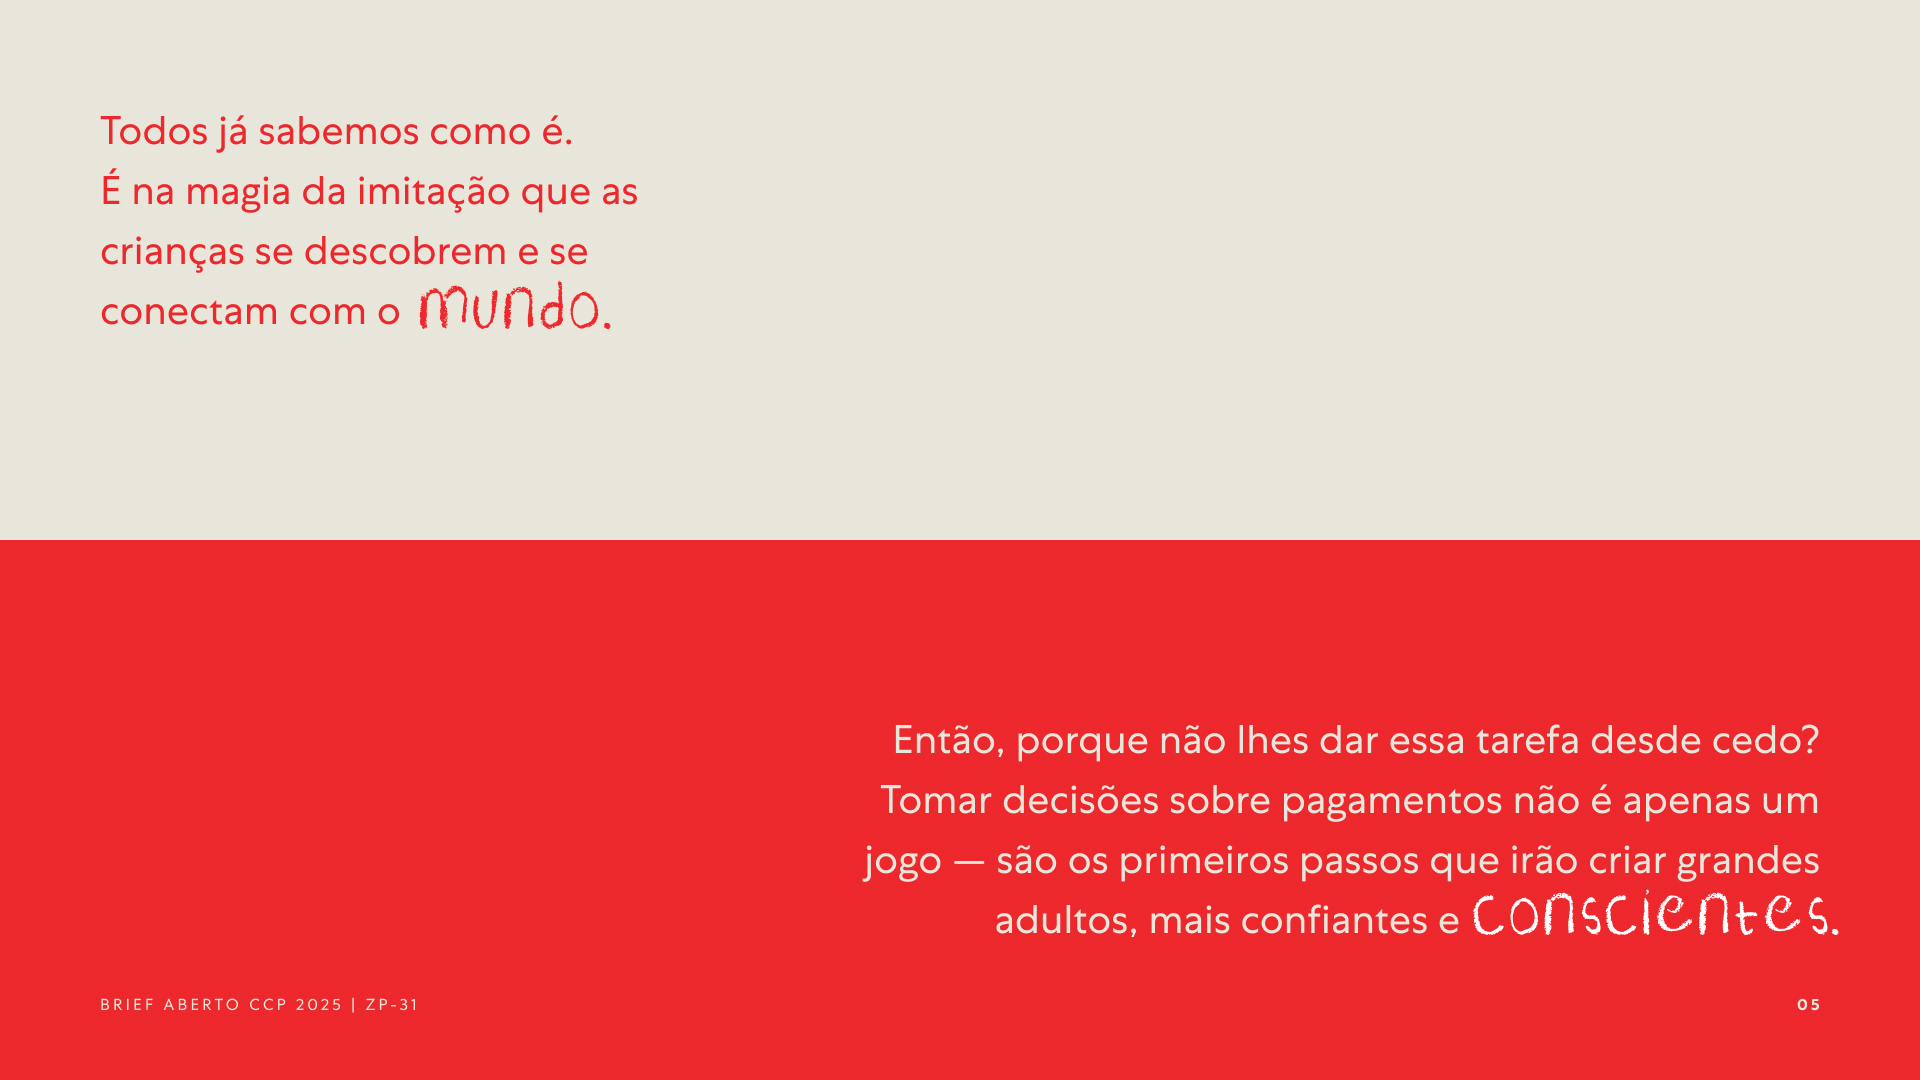 Todos já sabemos como é.
É na magia da imitação que as
crianças se descobrem e se
conectam com o mundo.
Então, porque não lhes dar essa tarefa desde cedo?
Tomar decisões sobre pagamentos não é apenas um
jogo — são os primeiros passos que irão criar grandes
adultos, mais confiantes e conscientes.
BRIEF ABERTO CCP 2025 | ZP-31
05